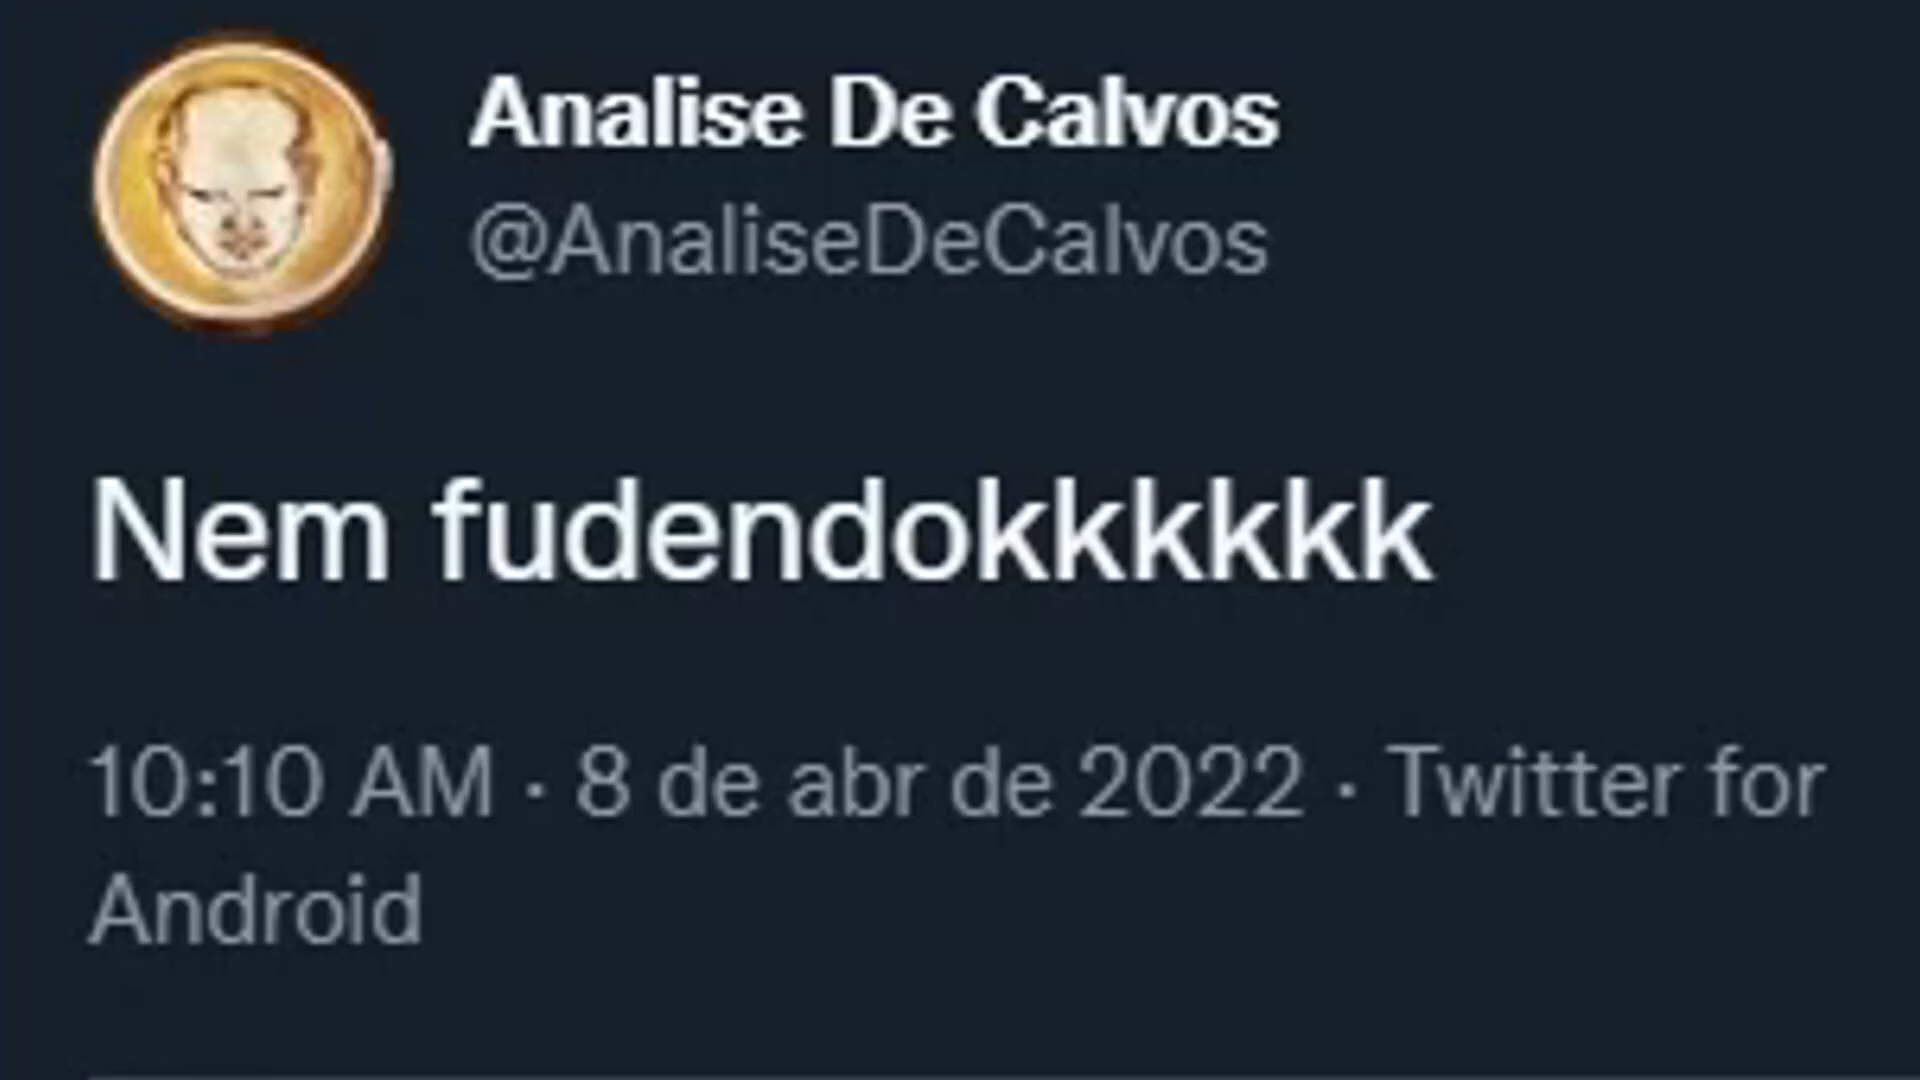 Analise De Calvos
@AnaliseDeCalvos
Nem fudendokkkkkk
10:10 AM · 8 de abr de 2022 · Twitter for
Android